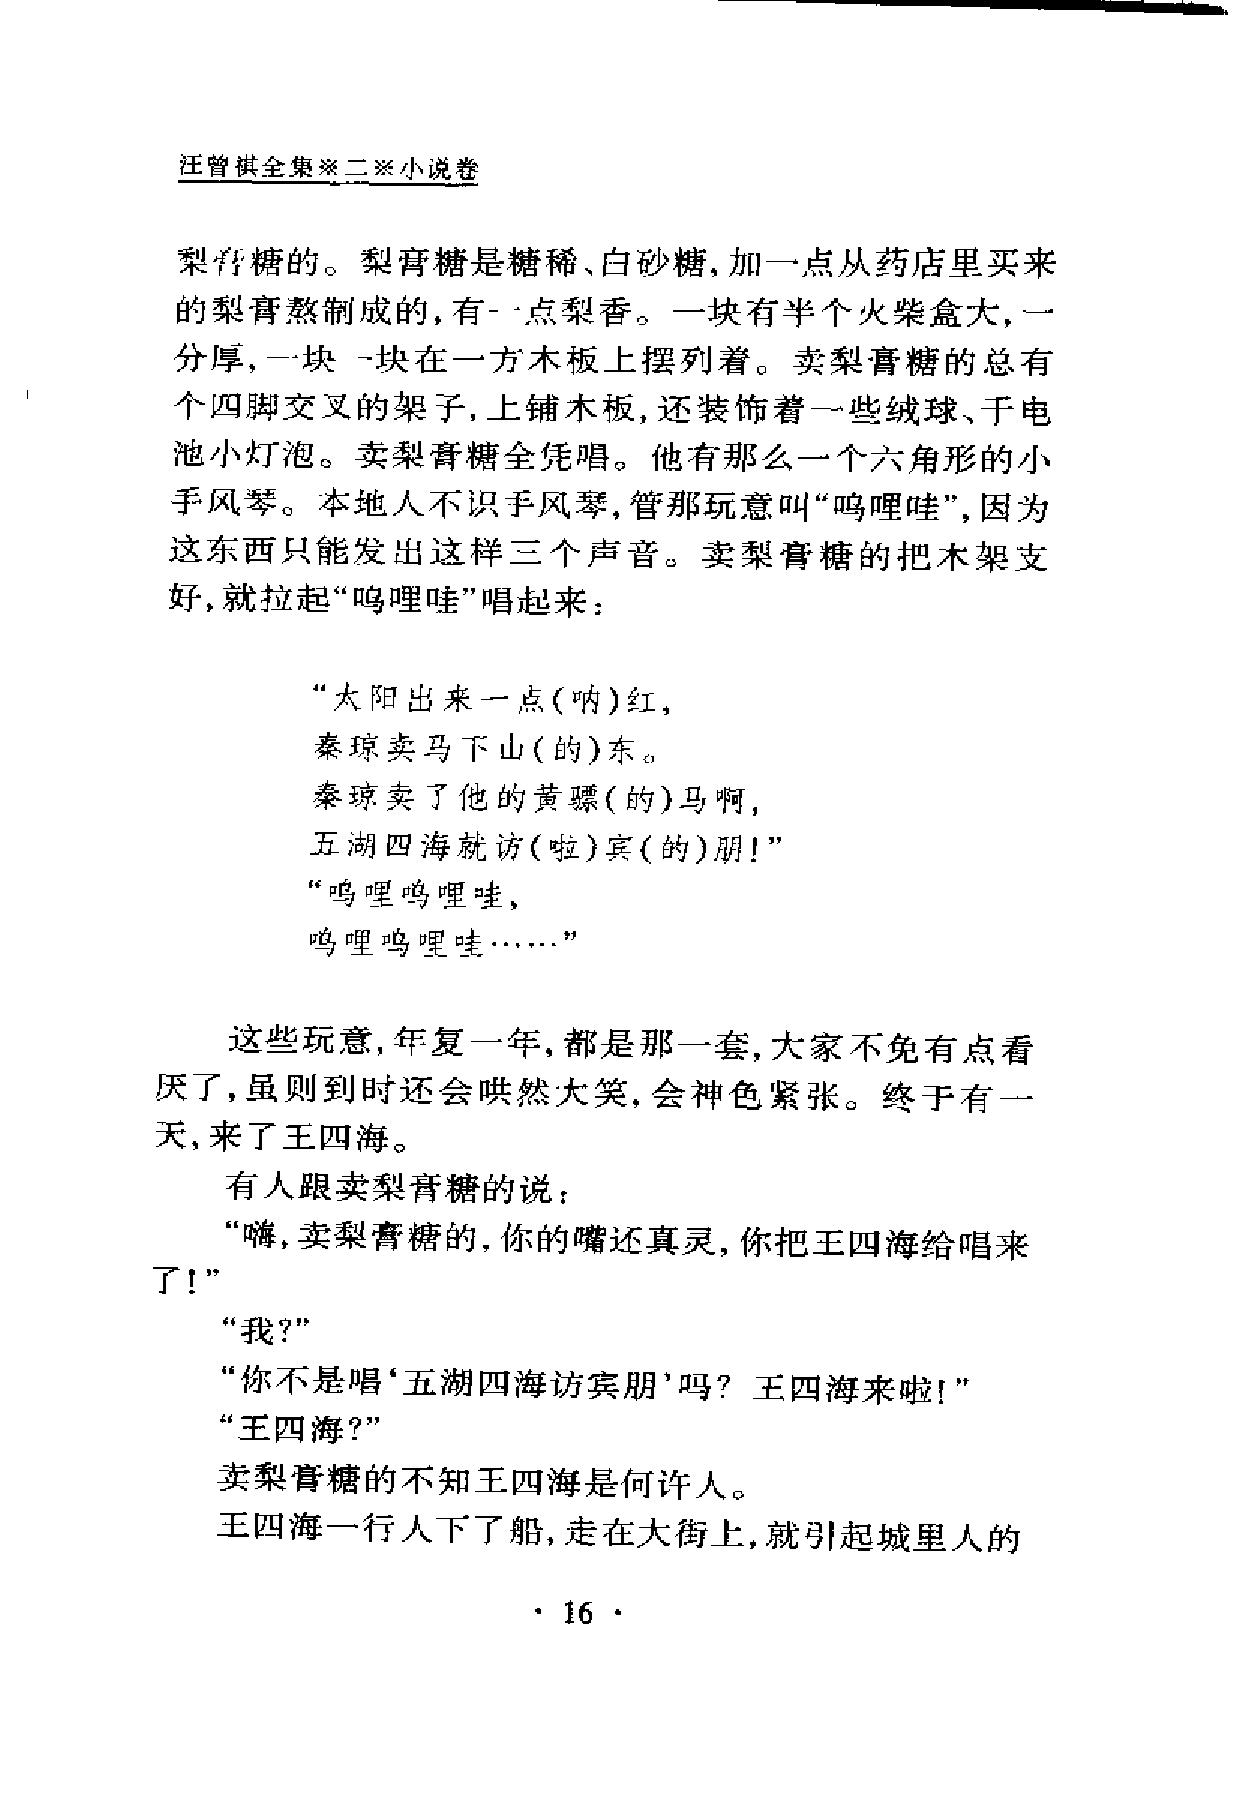 汪曾祺全集※二※小说卷
梨膏糖的。梨膏糖是糖稀、白砂糖,加一点从药店里买来
的梨膏熬制成的,有一点梨香。一块有半个火柴盒大,一
分厚,一块一块在一方木板上摆列着。卖梨膏糖的总有
个四脚交叉的架子,上铺木板,还装饰着一些绒球、干电
池小灯泡。卖梨膏糖全凭唱。他有那么一个六角形的小
手风琴。本地人不识手风琴,管那玩意叫“呜哩哇”,因为
这东西只能发出这样三个声音。卖梨膏糖的把木架支
好,就拉起“呜哩哇”唱起来:
“太阳出来一点(呐)红,
秦琼卖马下山(的)东。
秦琼卖了他的黄骠(的)马啊,
五湖四海就访(啦)宾(的)朋!”
“呜哩呜哩哇,
呜哩呜哩哇……”
这些玩意,年复一年,都是那一套,大家不免有点看
厌了,虽则到时还会哄然大笑,会神色紧张。终于有一
天,来了王四海。
有人跟卖梨膏糖的说:
“嗨,卖梨膏糖的,你的嘴还真灵,你把王四海给唱来
了!”
“我?”
“你不是唱‘五湖四海访宾朋’吗? 王四海来啦!”
“王四海?”
卖梨膏糖的不知王四海是何许人。
王四海一行人下了船,走在大街上,就引起城里人的
· 16 ·